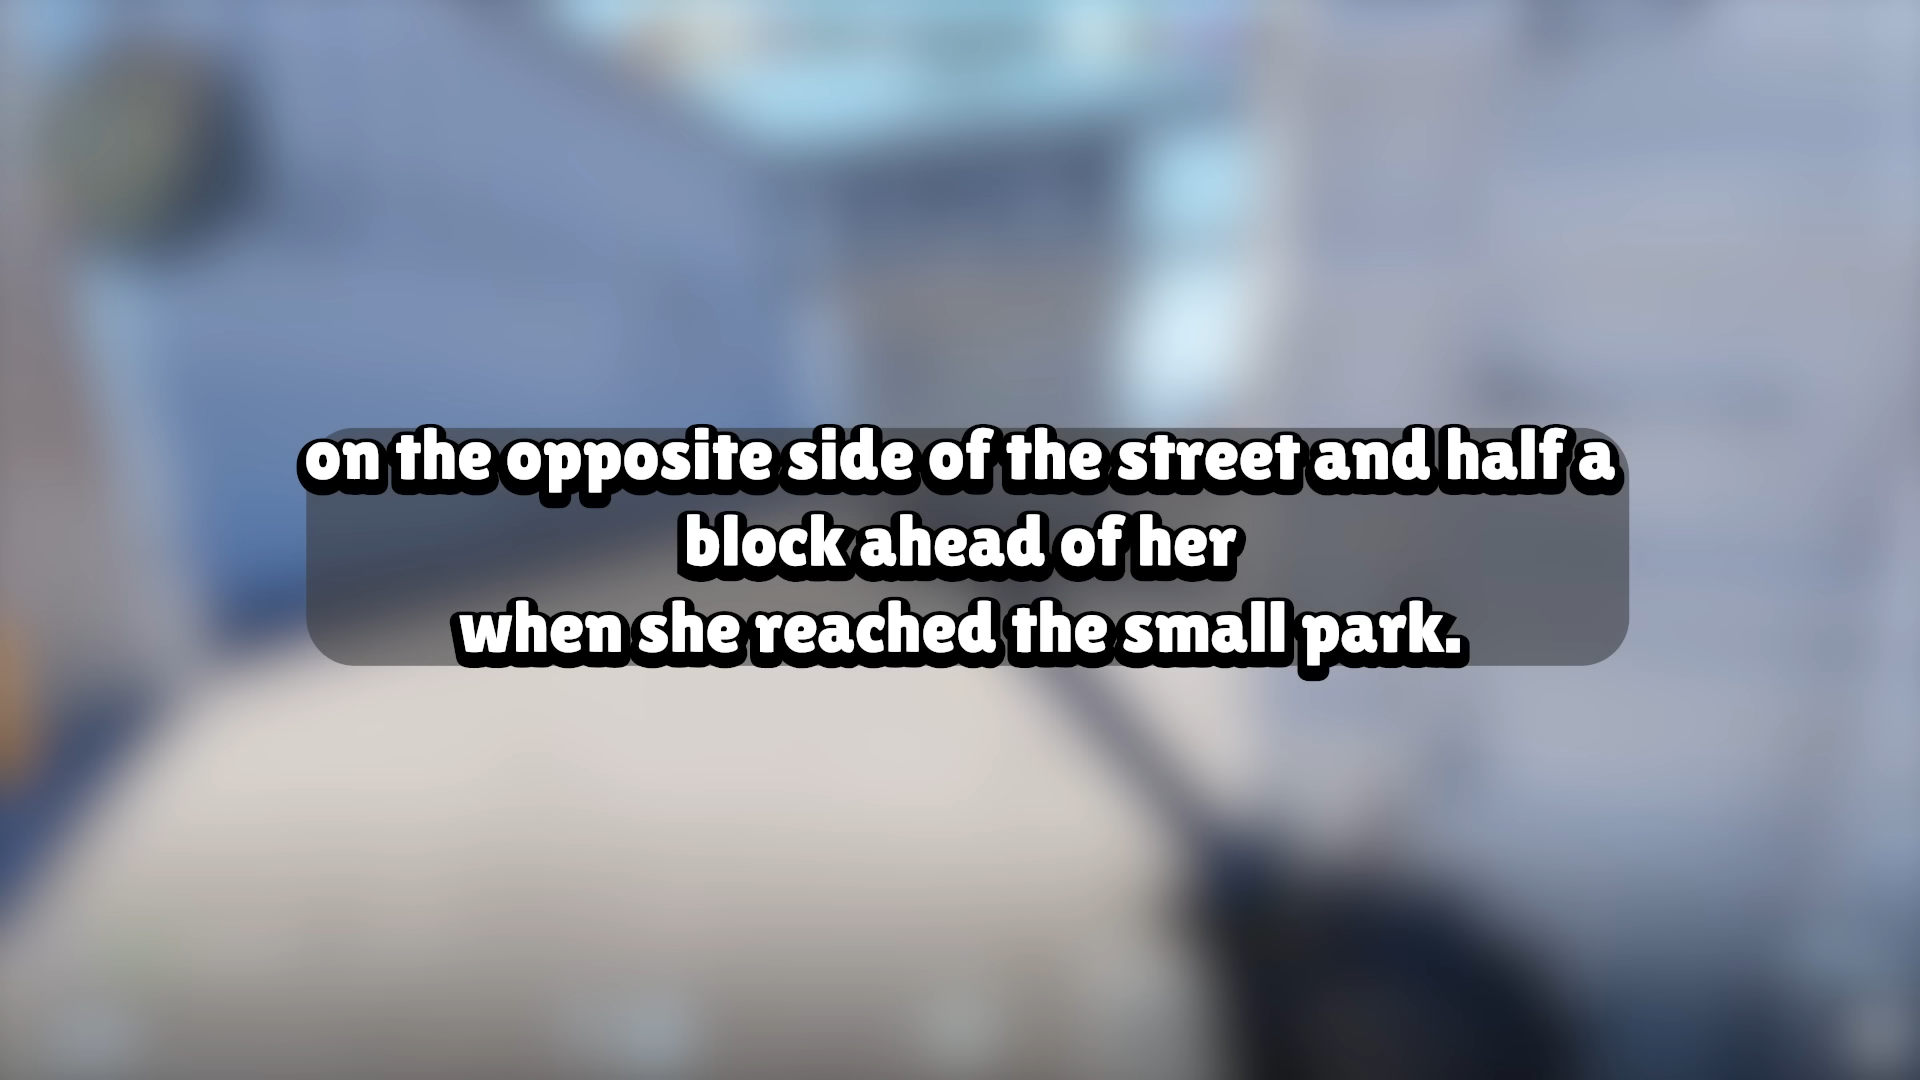 on the opposite side of the street and half a
block ahead of her
when she reached the small park.